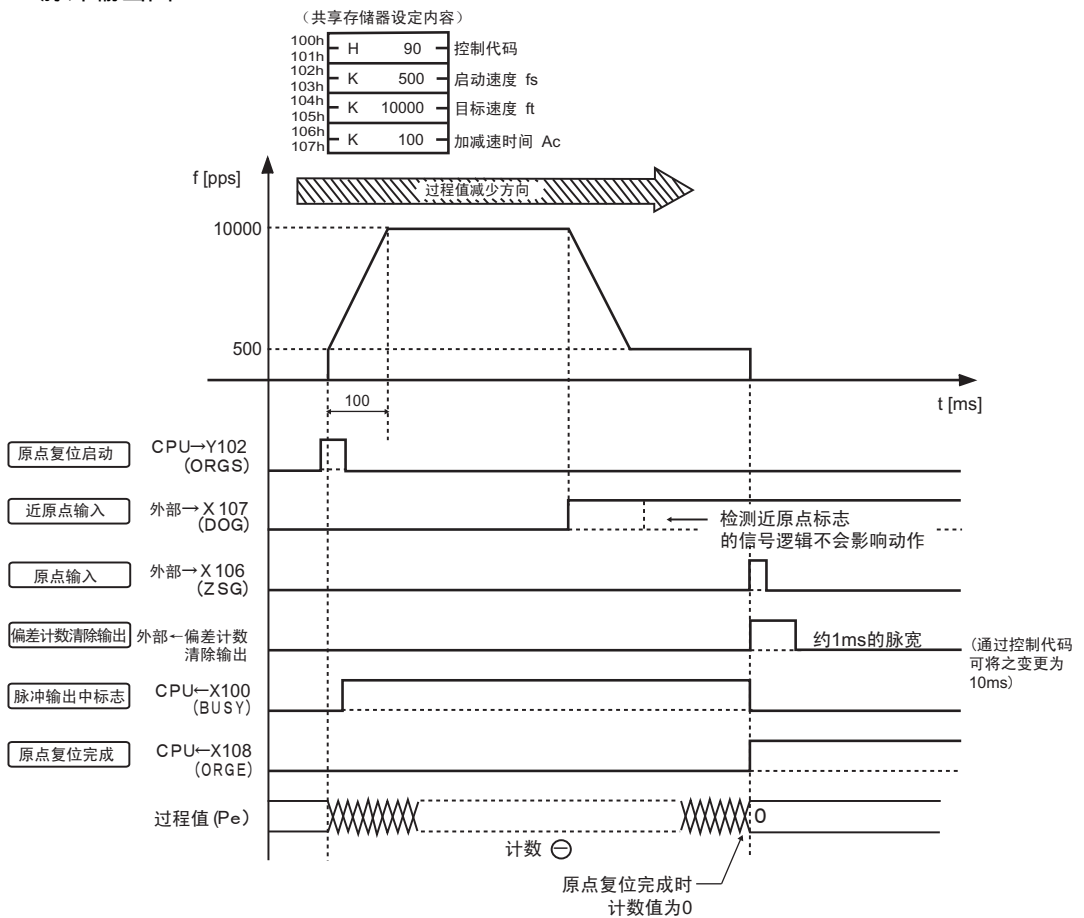 （共享存储器设定内容）
100h
101h
H 90 控制代码
102h
103h
K 500 启动速度 fs
104h
105h
K 10000 目标速度 ft
106h
107h
K 100 加减速时间 Ac
f [pps]
过程值减少方向
10000
500
t [ms]
100
原点复位启动 CPU→Y102
(ORGS)
近原点输入 外部→X107
(DOG)
检测近原点标志
的信号逻辑不会影响动作
原点输入 外部→X106
(ZSG)
偏差计数清除输出 外部←偏差计数
清除输出
约1ms的脉宽
（通过控制代码
可将之变更为
10ms）
脉冲输出中标志 CPU←X100
(BUSY)
原点复位完成 CPU←X108
(ORGE)
过程值(Pe) 0
计数 ⊖
原点复位完成时
计数值为0